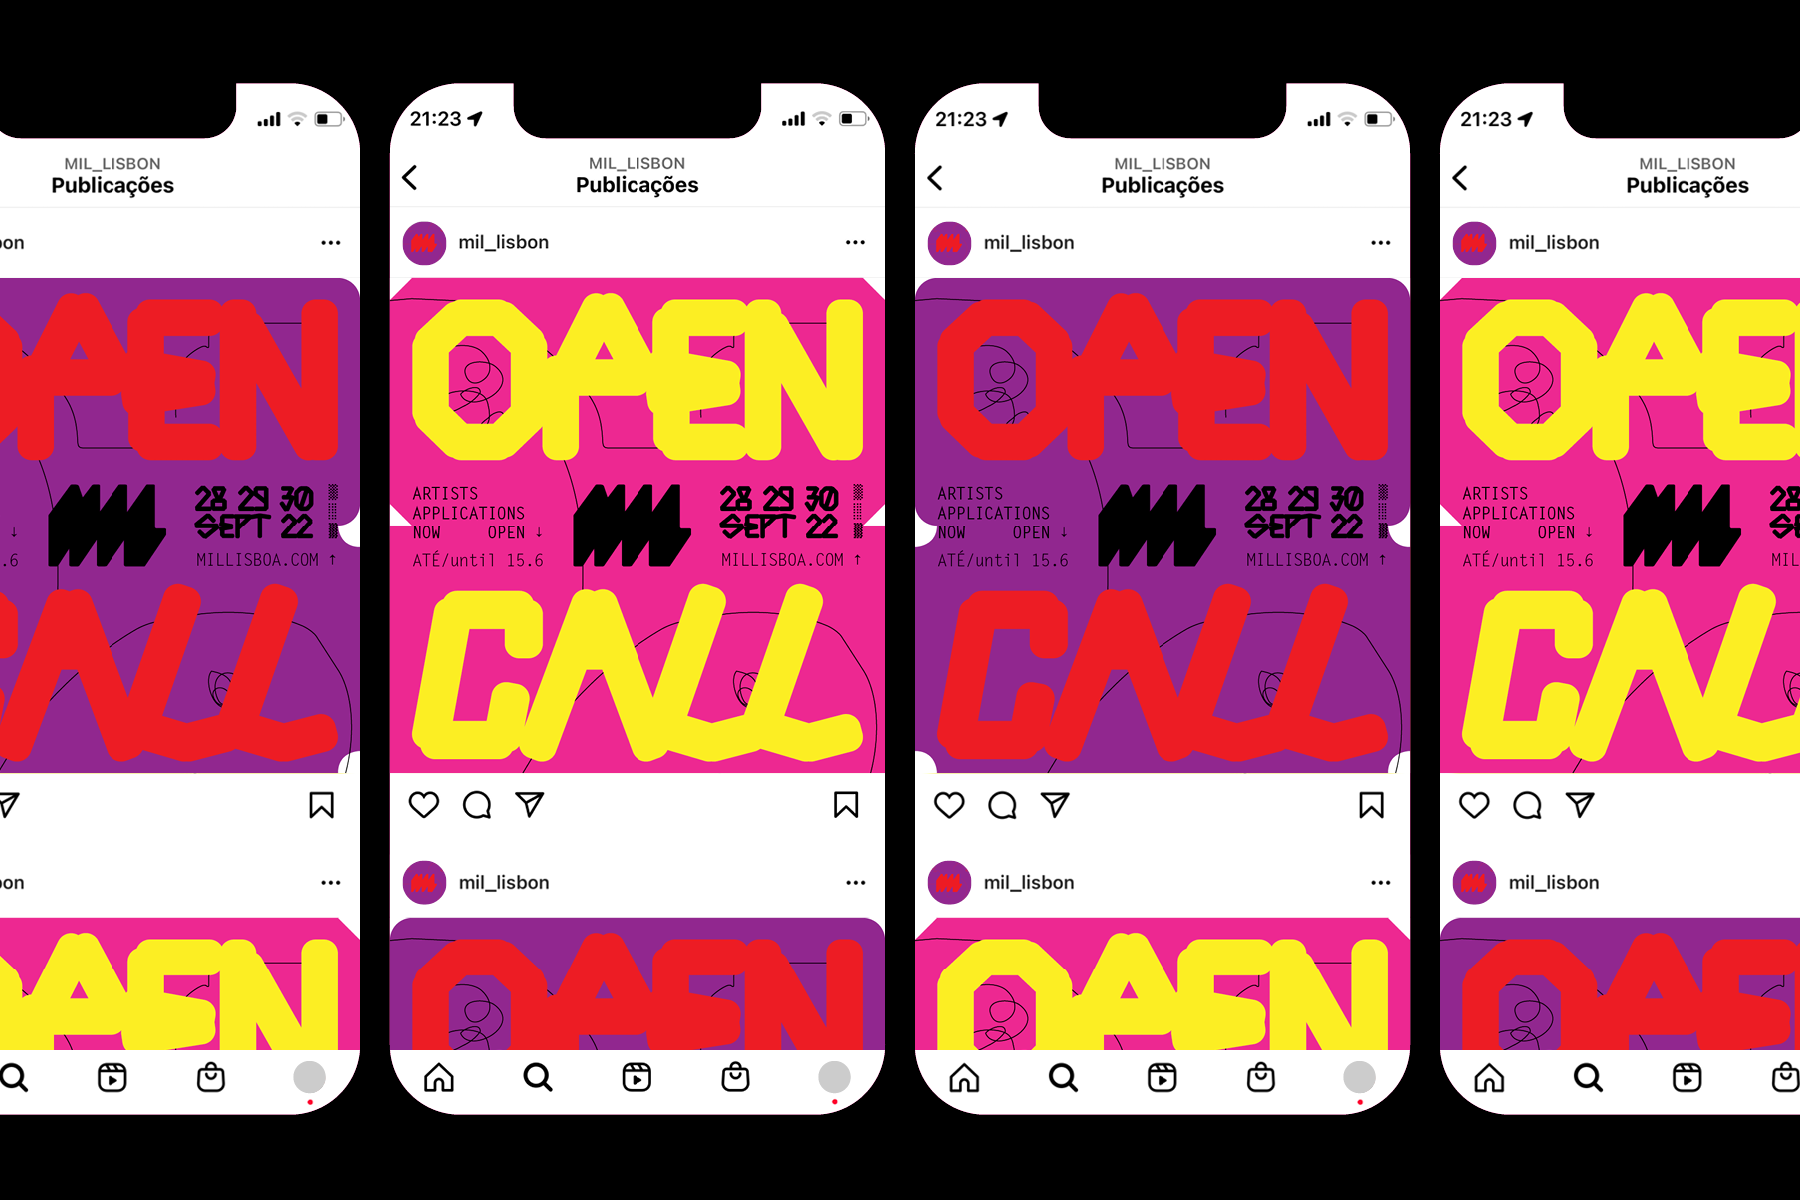 MIL_LISBON
Publicações
bon
OPEN
28 29 30
SEPT 22
.6
MILLISBOA.COM ↑
CALL
bon
OPEN
21:23
MIL_LISBON
Publicações
mil_lisbon
OPEN
ARTISTS
APPLICATIONS
NOW OPEN ↓
ATÉ/until 15.6
28 29 30
SEPT 22
MILLISBOA.COM ↑
CALL
mil_lisbon
OPEN
21:23
MIL_LISBON
Publicações
mil_lisbon
OPEN
ARTISTS
APPLICATIONS
NOW OPEN ↓
ATÉ/until 15.6
28 29 30
SEPT 22
MILLISBOA.COM ↑
CALL
mil_lisbon
OPEN
21:23
MIL_LISBON
Publicações
mil_lisbon
OPE
ARTISTS
APPLICATIONS
NOW OPEN ↓
ATÉ/until 15.6
28
SE
MIL
CALL
mil_lisbon
OPE